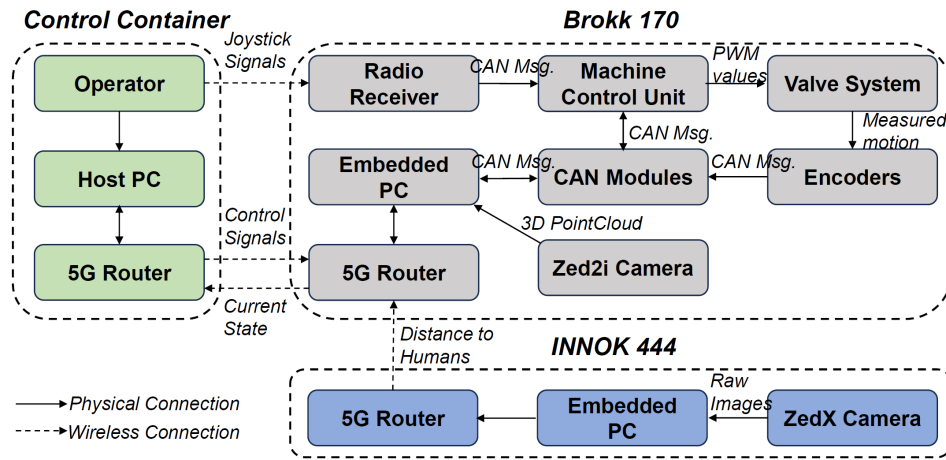 Control Container
Brokk 170
Joystick
Signals
Operator
Radio
Receiver
CAN Msg.
Machine
Control Unit
PWM
values
Valve System
Measured
motion
CAN Msg.
Host PC
Embedded
PC
CAN Msg.
CAN Modules
CAN Msg.
Encoders
Control
Signals
3D PointCloud
5G Router
5G Router
Zed2i Camera
Current
State
Distance to
Humans
INNOK 444
Physical Connection
Wireless Connection
5G Router
Embedded
PC
Raw
Images
ZedX Camera